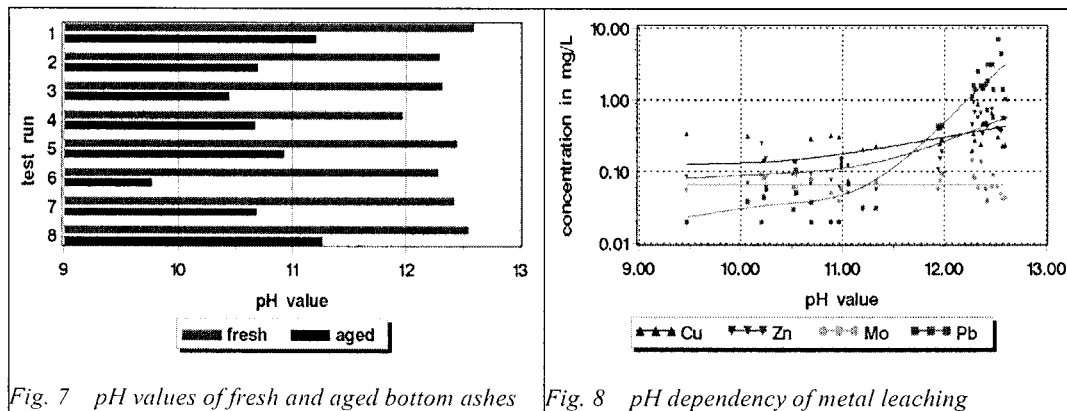 test run
1
2
3
4
5
6
7
8
9 10 11 12 13
pH value
fresh aged
Fig. 7 pH values of fresh and aged bottom ashes
concentration in mg/L
10.00
1.00
0.10
0.01
9.00 10.00 11.00 12.00 13.00
pH value
Cu Zn Mo Pb
Fig. 8 pH dependency of metal leaching